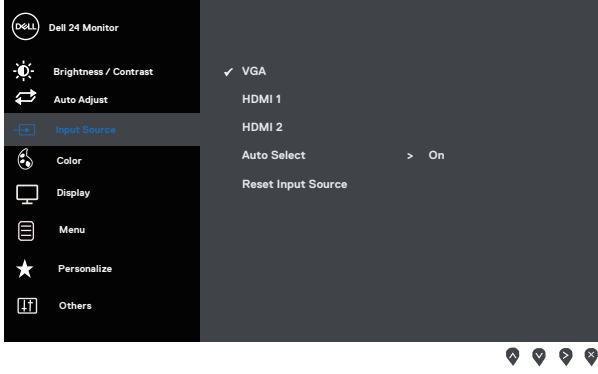 DELL Dell 24 Monitor
Brightness / Contrast
Auto Adjust
Input Source
Color
Display
Menu
Personalize
Others
✓ VGA
HDMI 1
HDMI 2
Auto Select > On
Reset Input Source